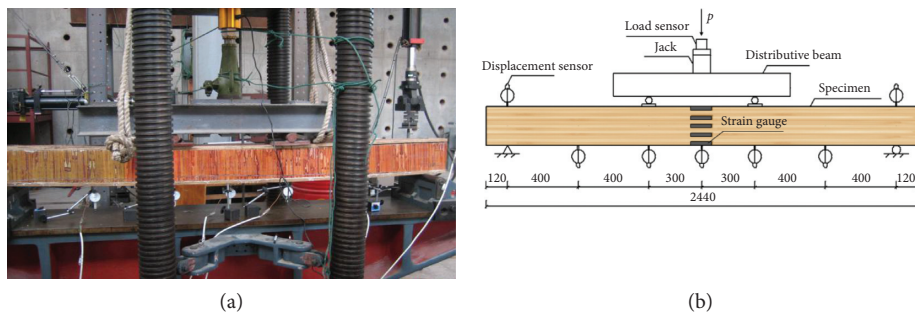 p
Load sensor
Jack
Distributive beam
Displacement sensor
Specimen
Strain gauge
120 400 400 300 300 400 400 120
2440
(a) (b)